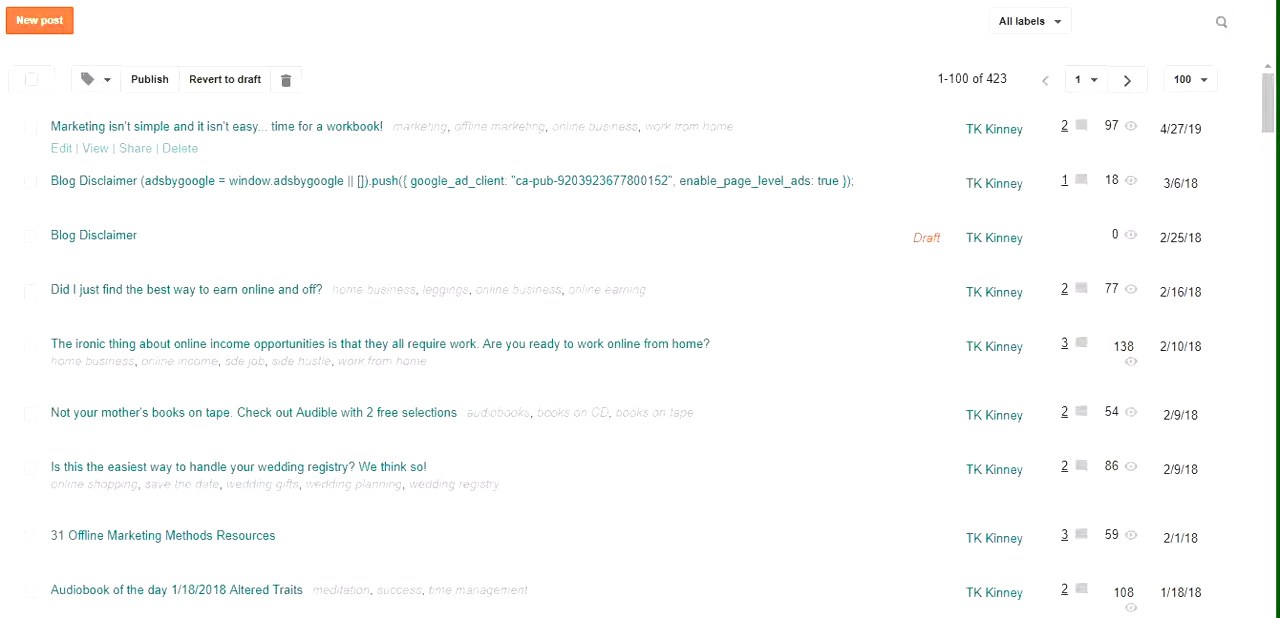 New post
All labels
Publish Revert to draft
1-100 of 423
1
100
Marketing isn't simple and it isn't easy... time for a workbook! marketing, offline marketing, online business, work from home TK Kinney 2 97 4/27/19
Edit | View | Share | Delete
Blog Disclaimer (adsbygoogle = window.adsbygoogle || []).push({ google_ad_client: "ca-pub-9203923677800152", enable_page_level_ads: true }); TK Kinney 1 18 3/6/18
Blog Disclaimer Draft TK Kinney 0 2/25/18
Did I just find the best way to earn online and off? home business, leggings, online business, online earning TK Kinney 2 77 2/16/18
The ironic thing about online income opportunities is that they all require work. Are you ready to work online from home? TK Kinney 3 138 2/10/18
home business, online income, sde job, side hustle, work from home
Not your mother's books on tape. Check out Audible with 2 free selections audiobooks, books on CD, books on tape TK Kinney 2 54 2/9/18
Is this the easiest way to handle your wedding registry? We think so! TK Kinney 2 86 2/9/18
online shopping, save the date, wedding gifts, wedding planning, wedding registry
31 Offline Marketing Methods Resources TK Kinney 3 59 2/1/18
Audiobook of the day 1/18/2018 Altered Traits meditation, success, time management TK Kinney 2 108 1/18/18